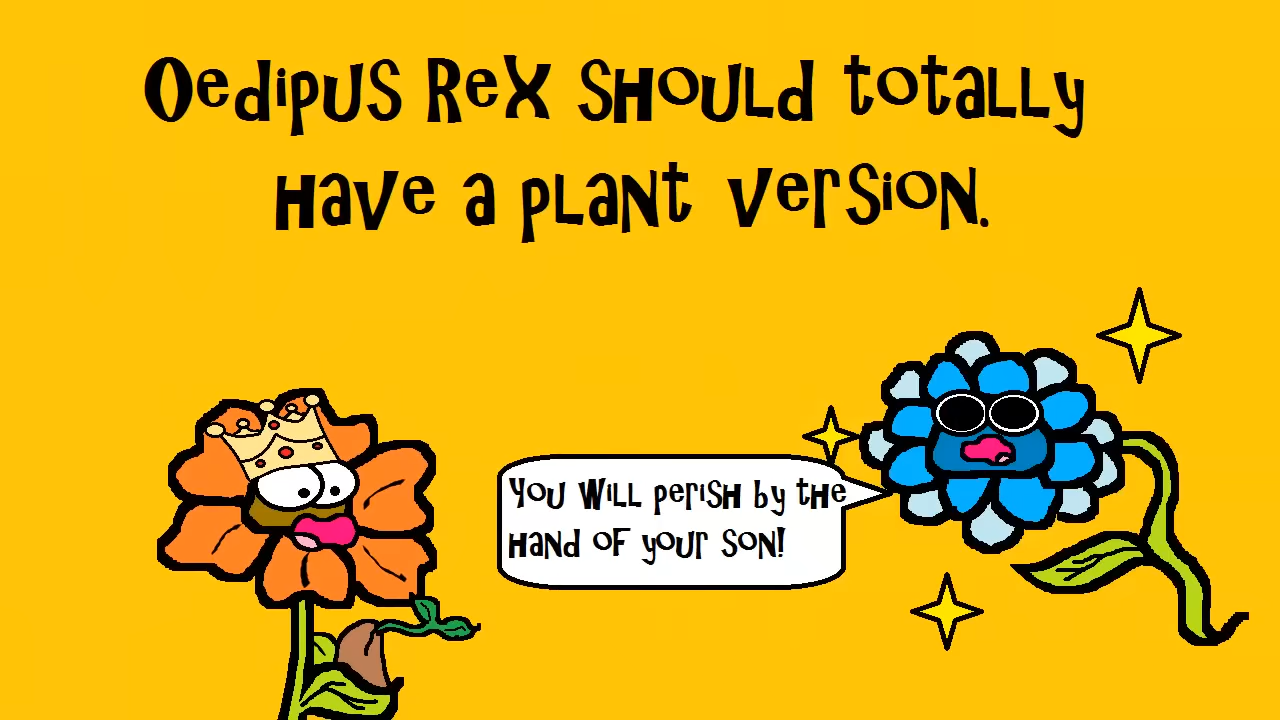 Oedipus Rex should totally
have a plant version.
You will perish by the
hand of your son!